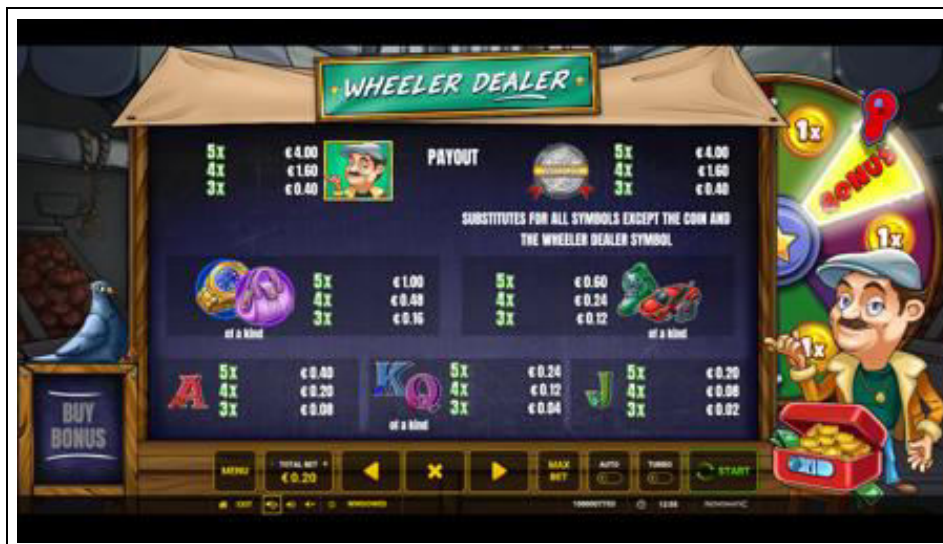 WHEELER DEALER
5X €4.00
4X €1.60
3X €0.40
PAYOUT
5X €4.00
4X €1.60
3X €0.40
SUBSTITUTES FOR ALL SYMBOLS EXCEPT THE COIN AND
THE WHEELER DEALER SYMBOL
1x
BONUS
1x
1x
5X €1.00
4X €0.48
3X €0.16
of a kind
5X €0.60
4X €0.24
3X €0.12
of a kind
A
5X €0.40
4X €0.20
3X €0.08
KQ
5X €0.24
4X €0.12
3X €0.04
of a kind
J
5X €0.20
4X €0.08
3X €0.02
BUY
BONUS
MENU
TOTAL BET
€0.20
MAX
BET
AUTO
TURBO
START
EXIT
WINDOWED
12:55